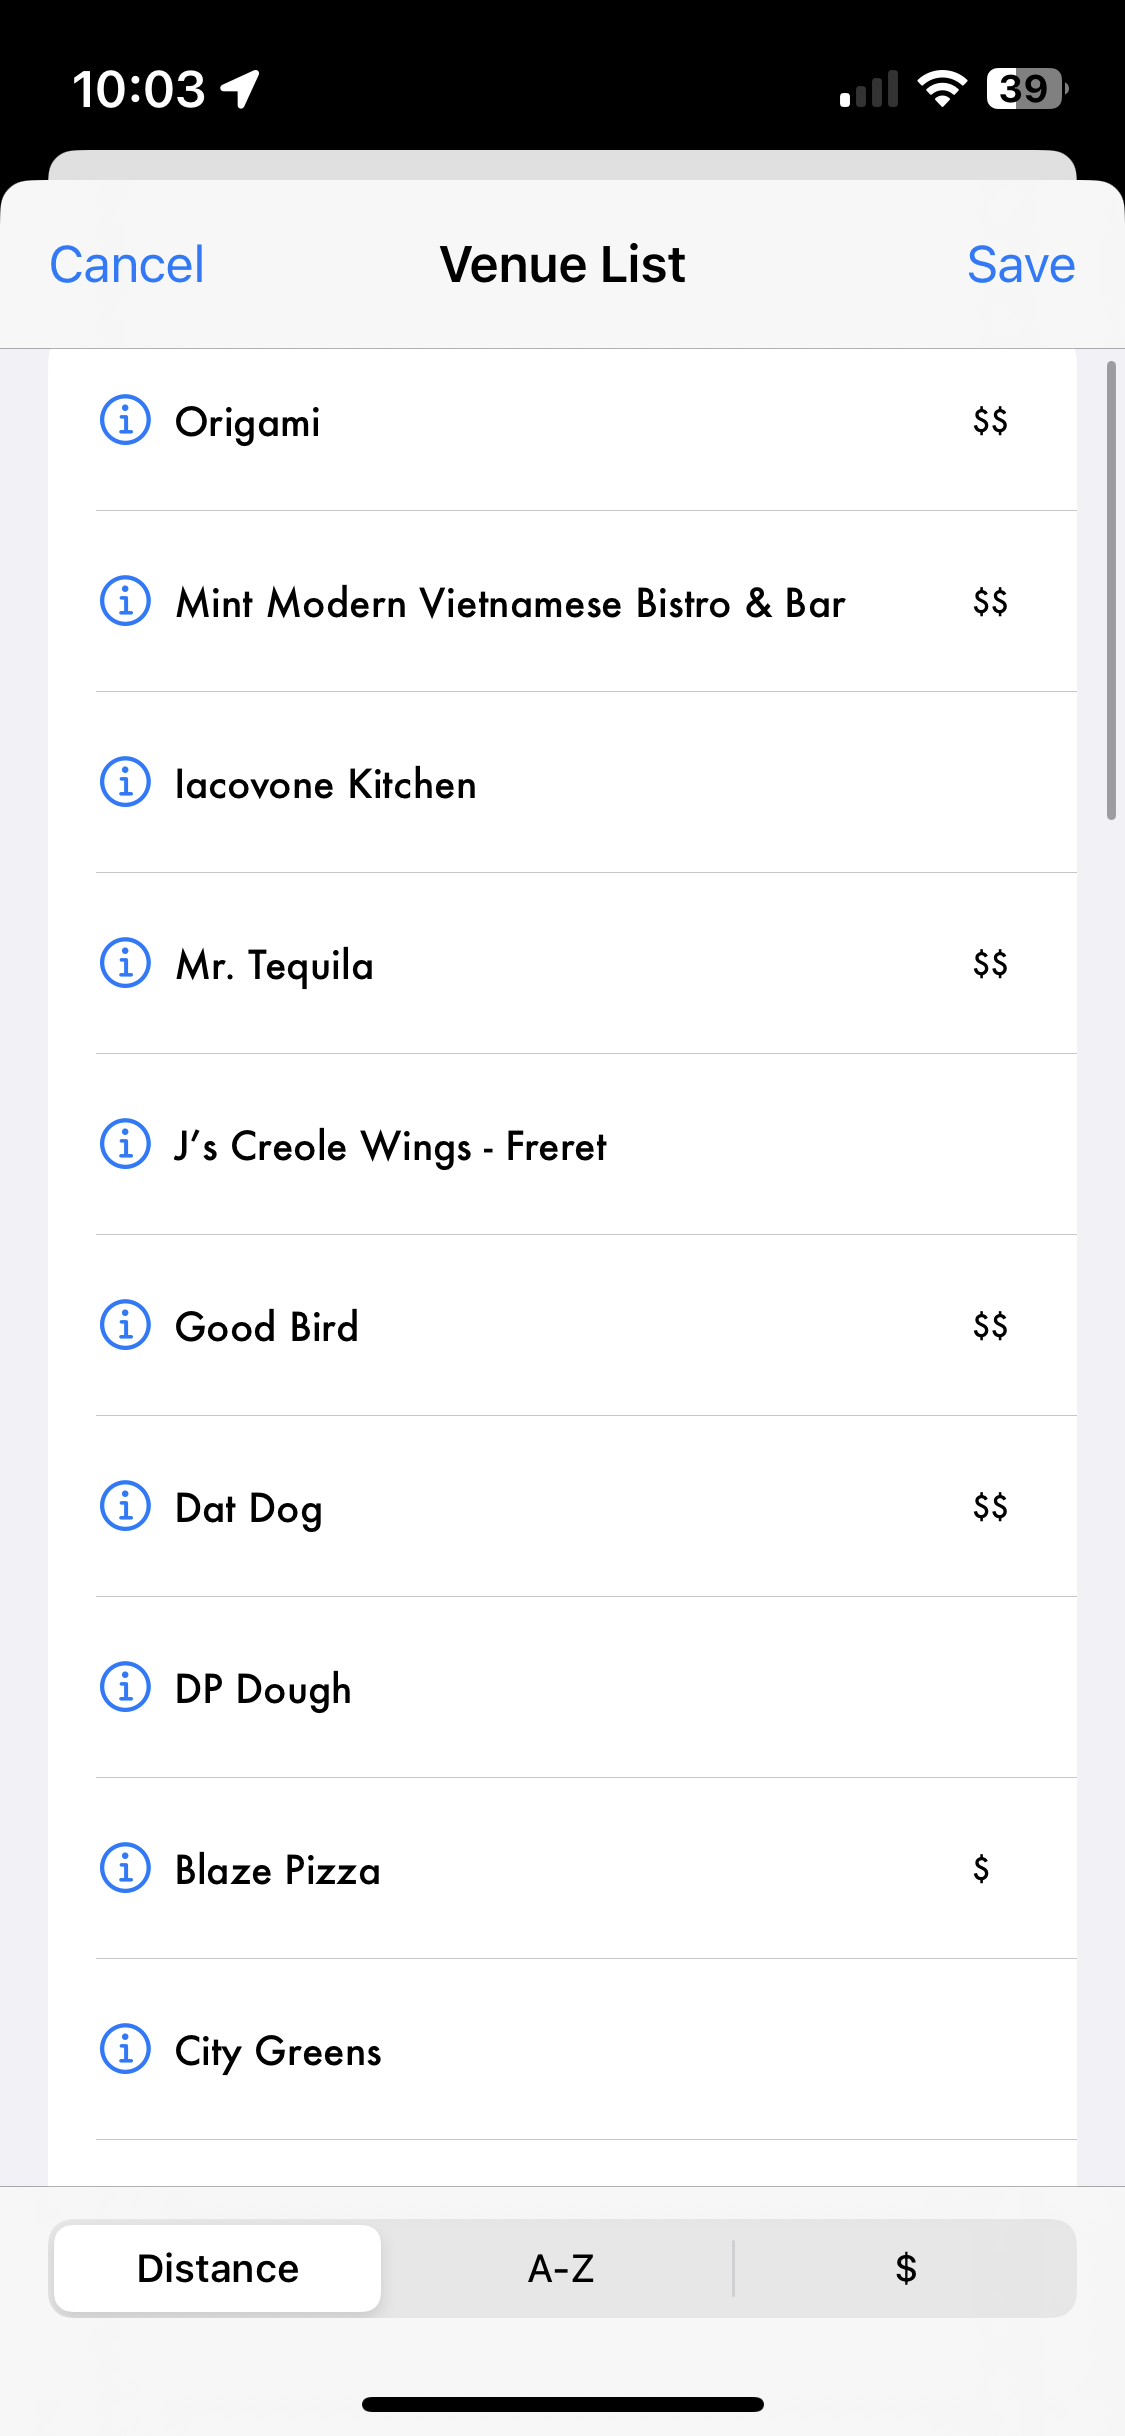 10:03
39
Cancel Venue List Save
Origami $$
Mint Modern Vietnamese Bistro & Bar $$
Iacovone Kitchen
Mr. Tequila $$
J's Creole Wings - Freret
Good Bird $$
Dat Dog $$
DP Dough
Blaze Pizza $
City Greens
Distance A-Z $